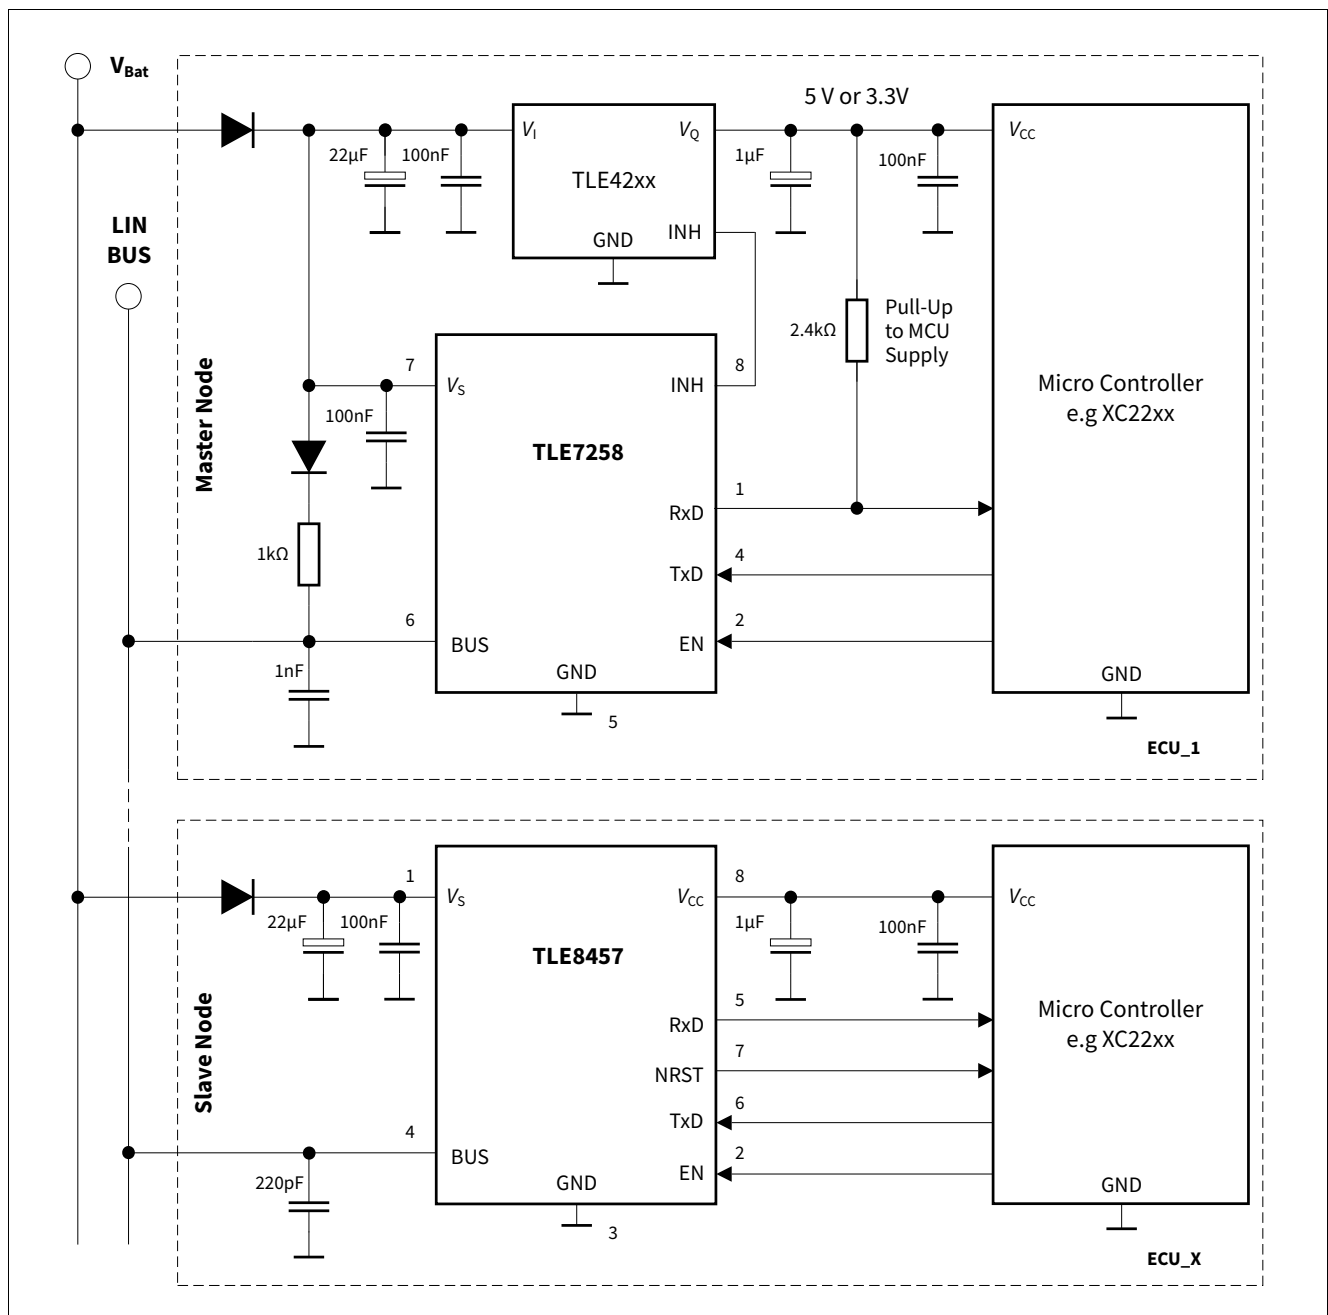 V_Bat
5 V or 3.3V
V_I
V_Q
V_CC
22µF
100nF
1µF
100nF
TLE42xx
LIN
BUS
GND
INH
2.4kΩ
Pull-Up
to MCU
Supply
Master Node
7
8
V_S
INH
Micro Controller
e.g XC22xx
100nF
TLE7258
1
RxD
1kΩ
4
TxD
6
2
BUS
EN
1nF
GND
GND
5
ECU_1
1
8
V_S
V_CC
V_CC
22µF
100nF
1µF
100nF
TLE8457
Slave Node
5
RxD
Micro Controller
e.g XC22xx
7
NRST
6
TxD
4
2
BUS
EN
220pF
GND
GND
3
ECU_X